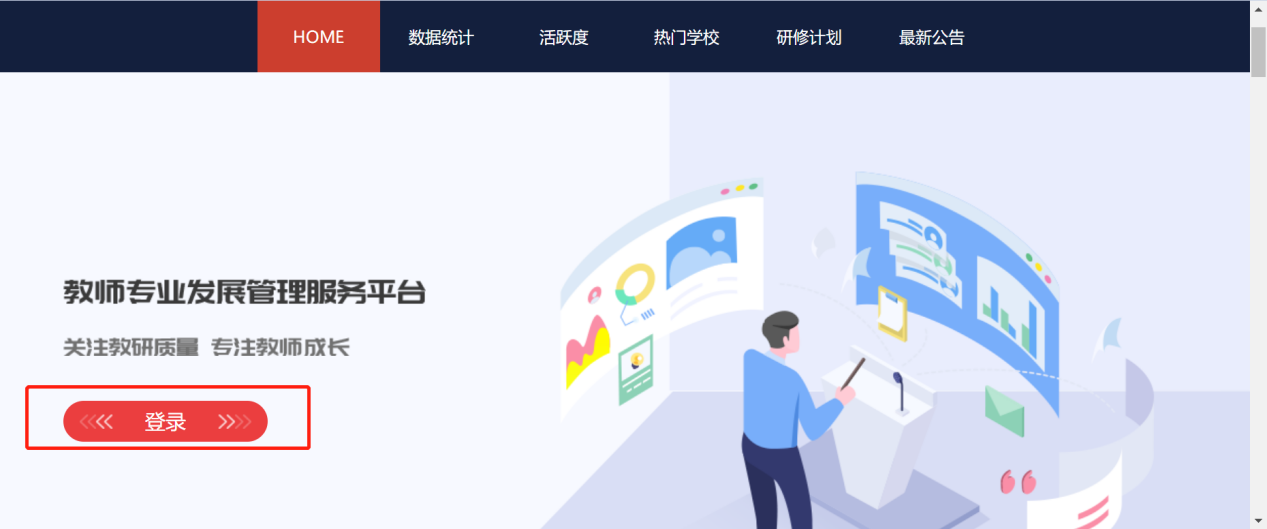 HOME 数据统计 活跃度 热门学校 研修计划 最新公告
教师专业发展管理服务平台
关注教研质量 专注教师成长
登录